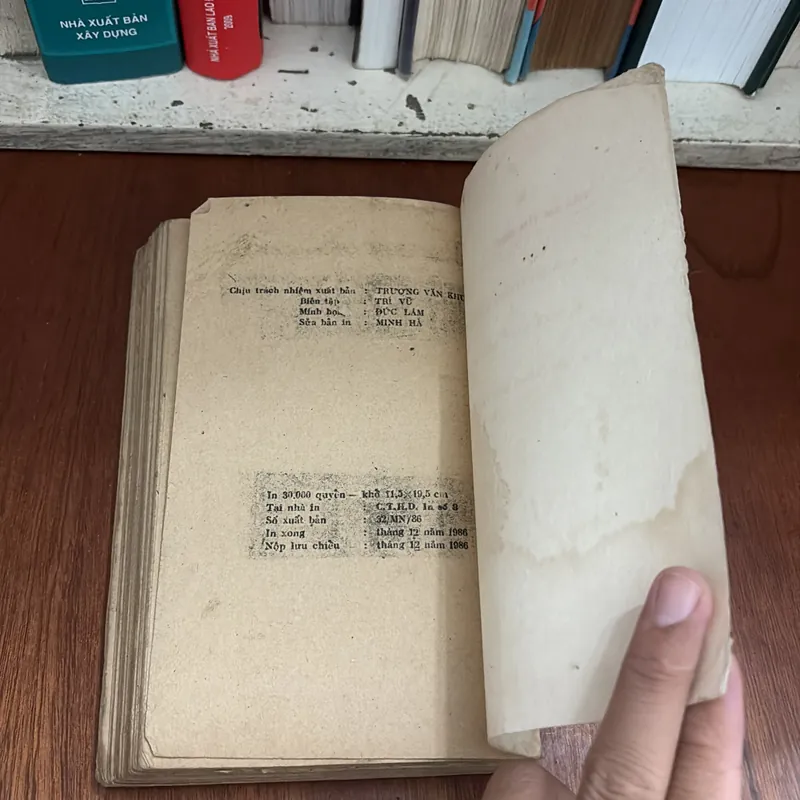 NHÀ XUẤT BẢN
XÂY DỰNG
NHÀ XUẤT BẢN LAO
2005
Chịu trách nhiệm xuất bản : TRƯƠNG VĂN KHU
Biên tập : TRÍ VŨ
Minh họa : ĐỨC LÂM
Sửa bản in : MINH HÀ
In 30.000 quyển — khổ 11,5×19,5 cm
Tại nhà in : C.T.H.D. In số 8
Số xuất bản : 32/MN/86
In xong : tháng 12 năm 1986
Nộp lưu chiểu : tháng 12 năm 1986